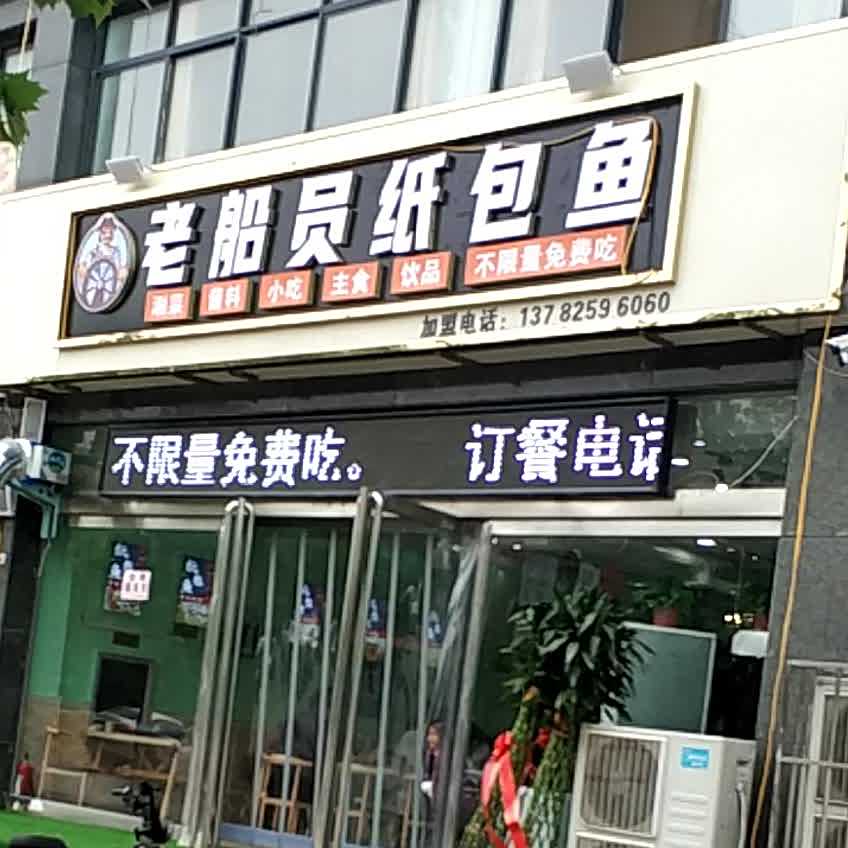 老船员纸包鱼
涮菜 蘸料 小吃 主食 饮品 不限量免费吃
加盟电话：137 8259 6060
不限量免费吃。 订餐电话